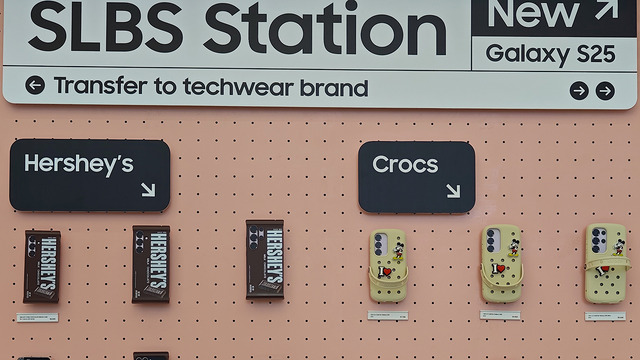 SLBS Station
New ↗
Galaxy S25
← Transfer to techwear brand → →
Hershey's ↘
Crocs ↘
HERSHEY'S
HERSHEY'S
HERSHEY'S
I ❤
I ❤